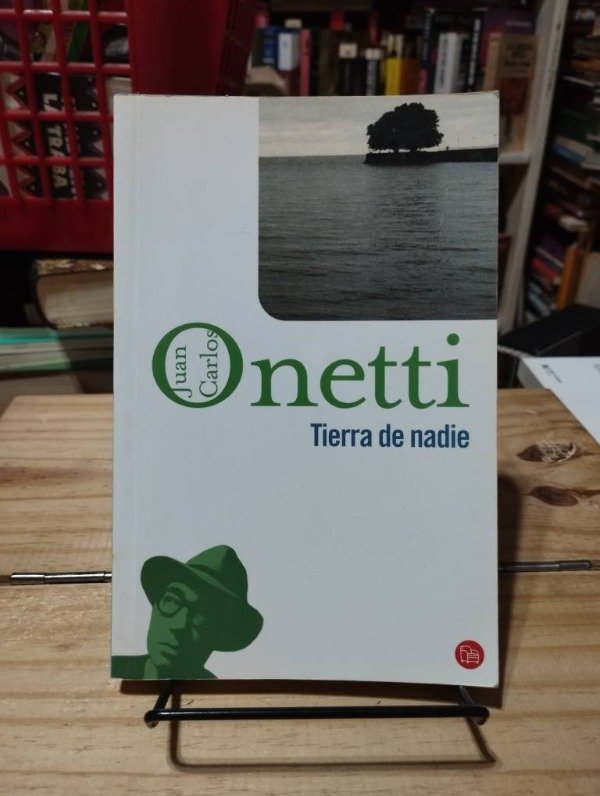 Juan
Carlos
Onetti
Tierra de nadie